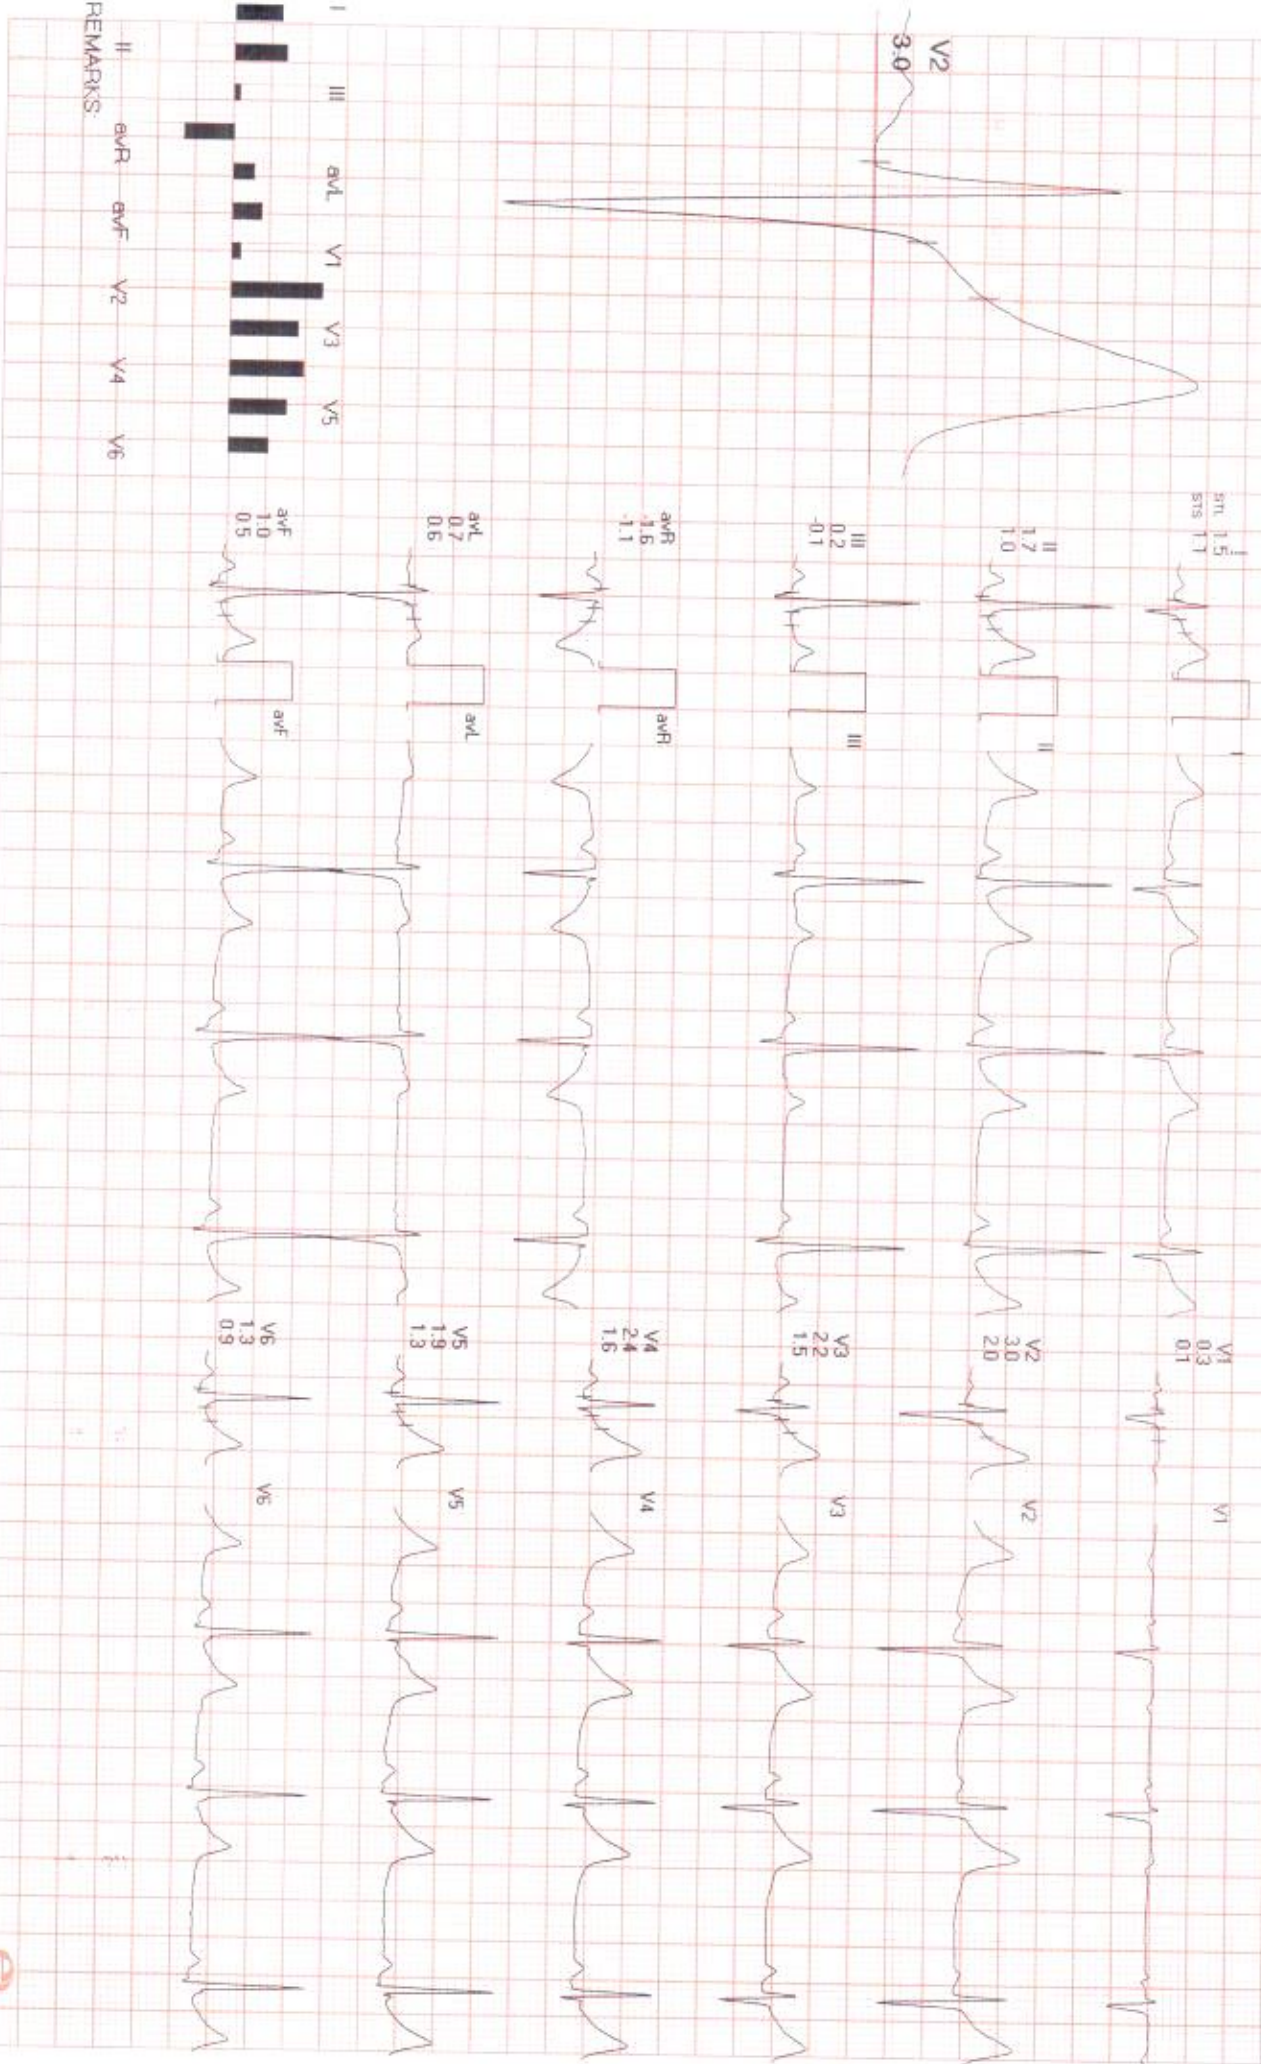 V2
3.0
I
II
III
avR
avL
avF
V1
V2
V3
V4
V5
V6
REMARKS:
I
STL 1.5
STS 1.1
I
II
1.7
1.0
II
III
0.2
-0.1
III
avR
-1.6
-1.1
avR
avL
0.7
0.6
avL
avF
1.0
0.5
avF
V1
0.3
0.1
V1
V2
3.0
2.0
V2
V3
2.2
1.5
V3
V4
2.4
1.6
V4
V5
1.9
1.3
V5
V6
1.3
0.9
V6
e